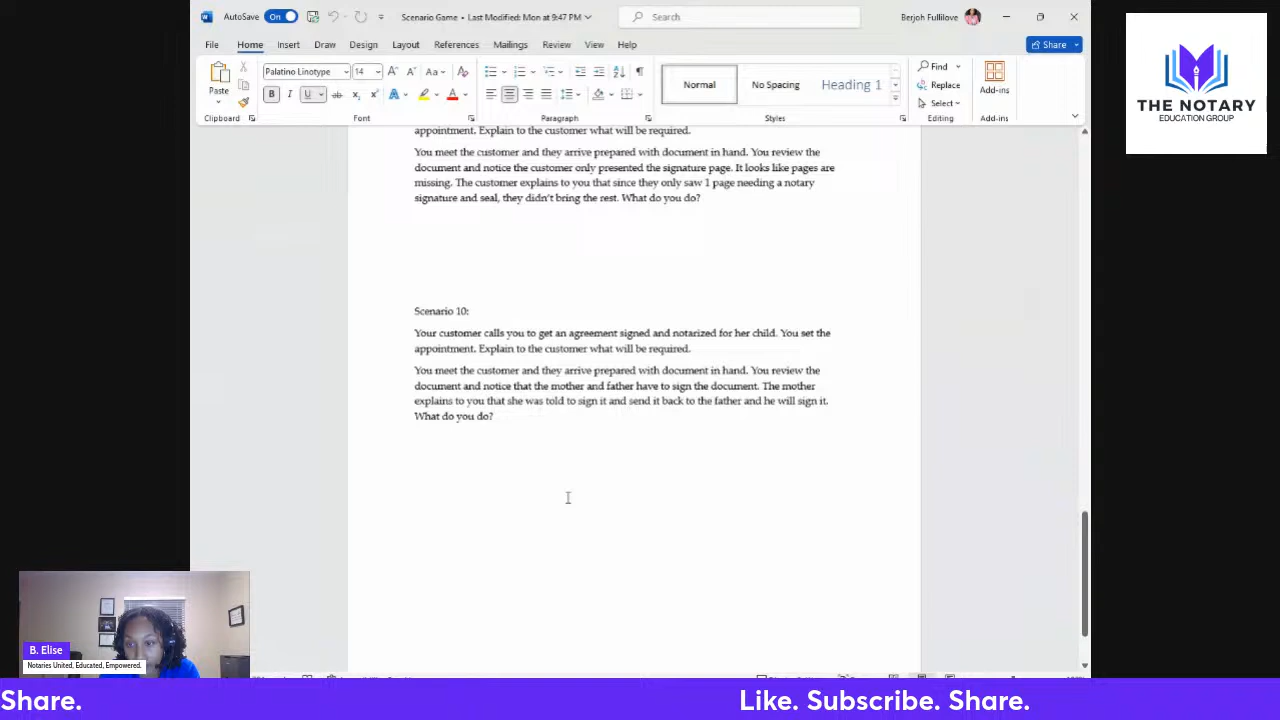 AutoSave On Scenario Game • Last Modified: Mon at 9:47 PM Search Berjoh Fullilove
File Home Insert Draw Design Layout References Mailings Review View Help Share
Paste Palatino Linotype 14 Aa Normal No Spacing Heading 1 Find Replace Select Add-ins
B I U ab x₂ x² A A
Clipboard Font Paragraph Styles Editing Add-ins
THE NOTARY
EDUCATION GROUP
appointment. Explain to the customer what will be required.
You meet the customer and they arrive prepared with document in hand. You review the
document and notice the customer only presented the signature page. It looks like pages are
missing. The customer explains to you that since they only saw 1 page needing a notary
signature and seal, they didn't bring the rest. What do you do?
Scenario 10:
Your customer calls you to get an agreement signed and notarized for her child. You set the
appointment. Explain to the customer what will be required.
You meet the customer and they arrive prepared with document in hand. You review the
document and notice that the mother and father have to sign the document. The mother
explains to you that she was told to sign it and send it back to the father and he will sign it.
What do you do?
B. Elise
Notaries United, Educated, Empowered.
Share. Like. Subscribe. Share.